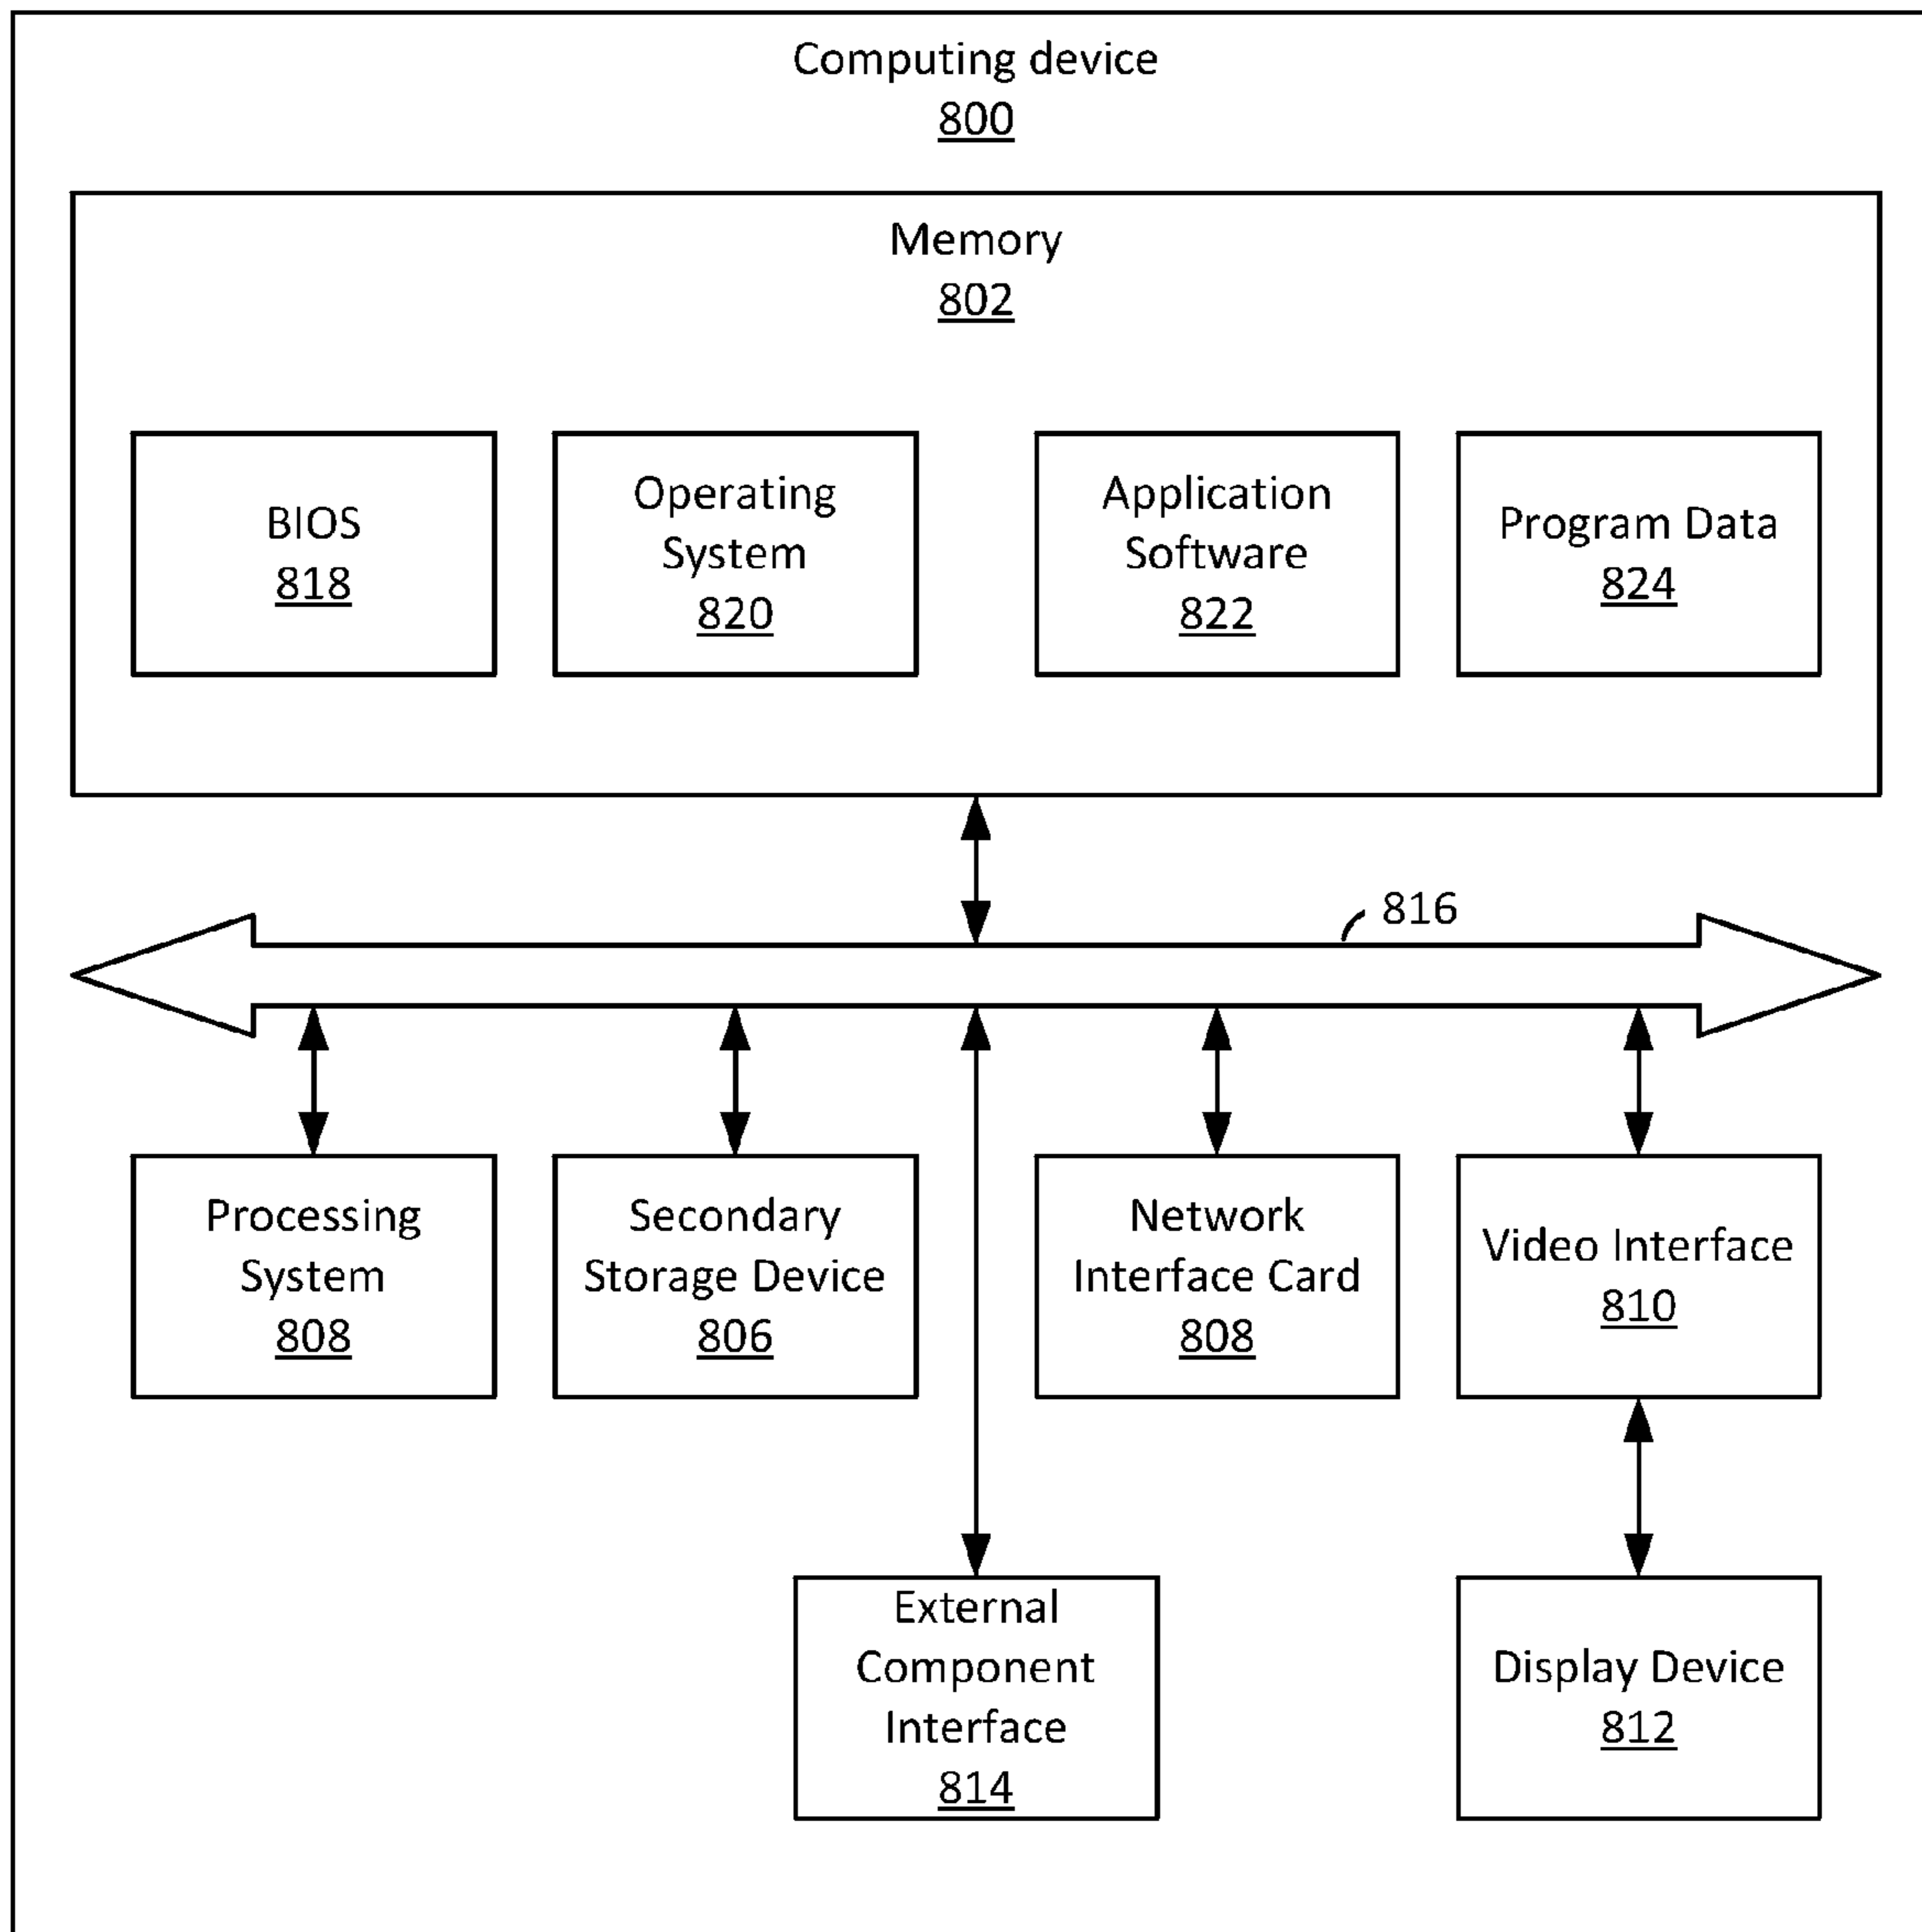 Computing device
800
Memory
802
BIOS
818
Operating
System
820
Application
Software
822
Program Data
824
816
Processing
System
808
Secondary
Storage Device
806
Network
Interface Card
808
Video Interface
810
External
Component
Interface
814
Display Device
812